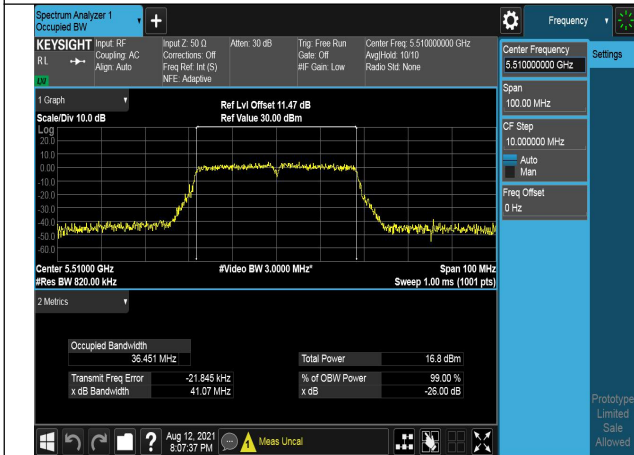 Spectrum Analyzer 1
Occupied BW
+
Frequency
KEYSIGHT
RL
LXI
Input: RF
Coupling: AC
Align: Auto
Input Z: 50 Ω
Corrections: Off
Freq Ref: Int (S)
NFE: Adaptive
Atten: 30 dB
Trig: Free Run
Gate: Off
#IF Gain: Low
Center Freq: 5.510000000 GHz
Avg|Hold: 10/10
Radio Std: None
Center Frequency
5.510000000 GHz
Settings
Span
100.00 MHz
CF Step
10.000000 MHz
Auto
Man
Freq Offset
0 Hz
1 Graph
Scale/Div 10.0 dB
Ref Lvl Offset 11.47 dB
Ref Value 30.00 dBm
Log
20.0
10.0
0.00
-10.0
-20.0
-30.0
-40.0
-50.0
-60.0
Center 5.51000 GHz
#Res BW 820.00 kHz
#Video BW 3.0000 MHz*
Span 100 MHz
Sweep 1.00 ms (1001 pts)
2 Metrics
Occupied Bandwidth
36.451 MHz
Total Power 16.8 dBm
Transmit Freq Error -21.845 kHz
% of OBW Power 99.00 %
x dB Bandwidth 41.07 MHz
x dB -26.00 dB
Prototype
Limited
Sale
Allowed
?
Aug 12, 2021
8:07:37 PM
1
Meas Uncal